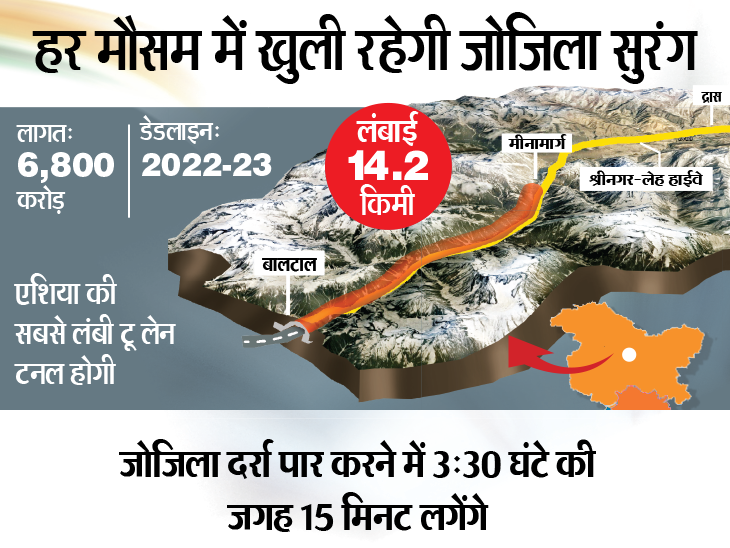 हर मौसम में खुली रहेगी जोजिला सुरंग
लागतः
6,800
करोड़
डेडलाइनः
2022-23
लंबाई
14.2
किमी
द्रास
मीनामार्ग
श्रीनगर-लेह हाईवे
बालटाल
एशिया की
सबसे लंबी टू लेन
टनल होगी
जोजिला दर्रा पार करने में 3ः30 घंटे की
जगह 15 मिनट लगेंगे